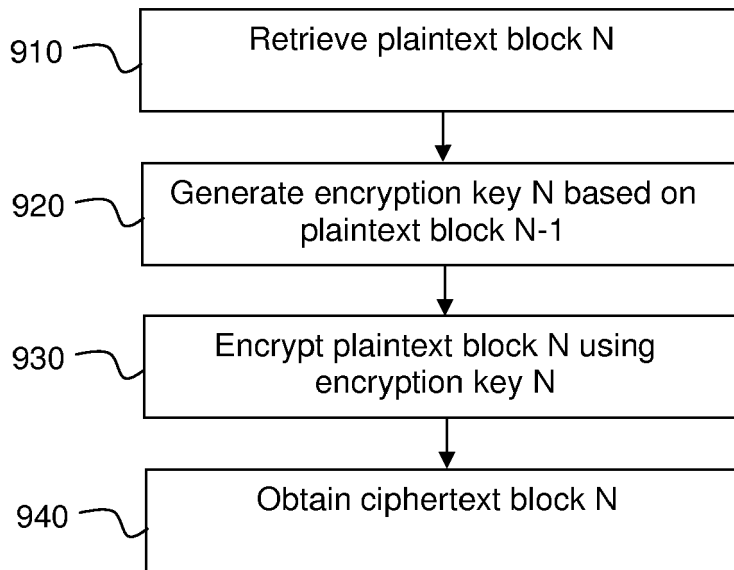 910
Retrieve plaintext block N
920
Generate encryption key N based on
plaintext block N-1
930
Encrypt plaintext block N using
encryption key N
940
Obtain ciphertext block N